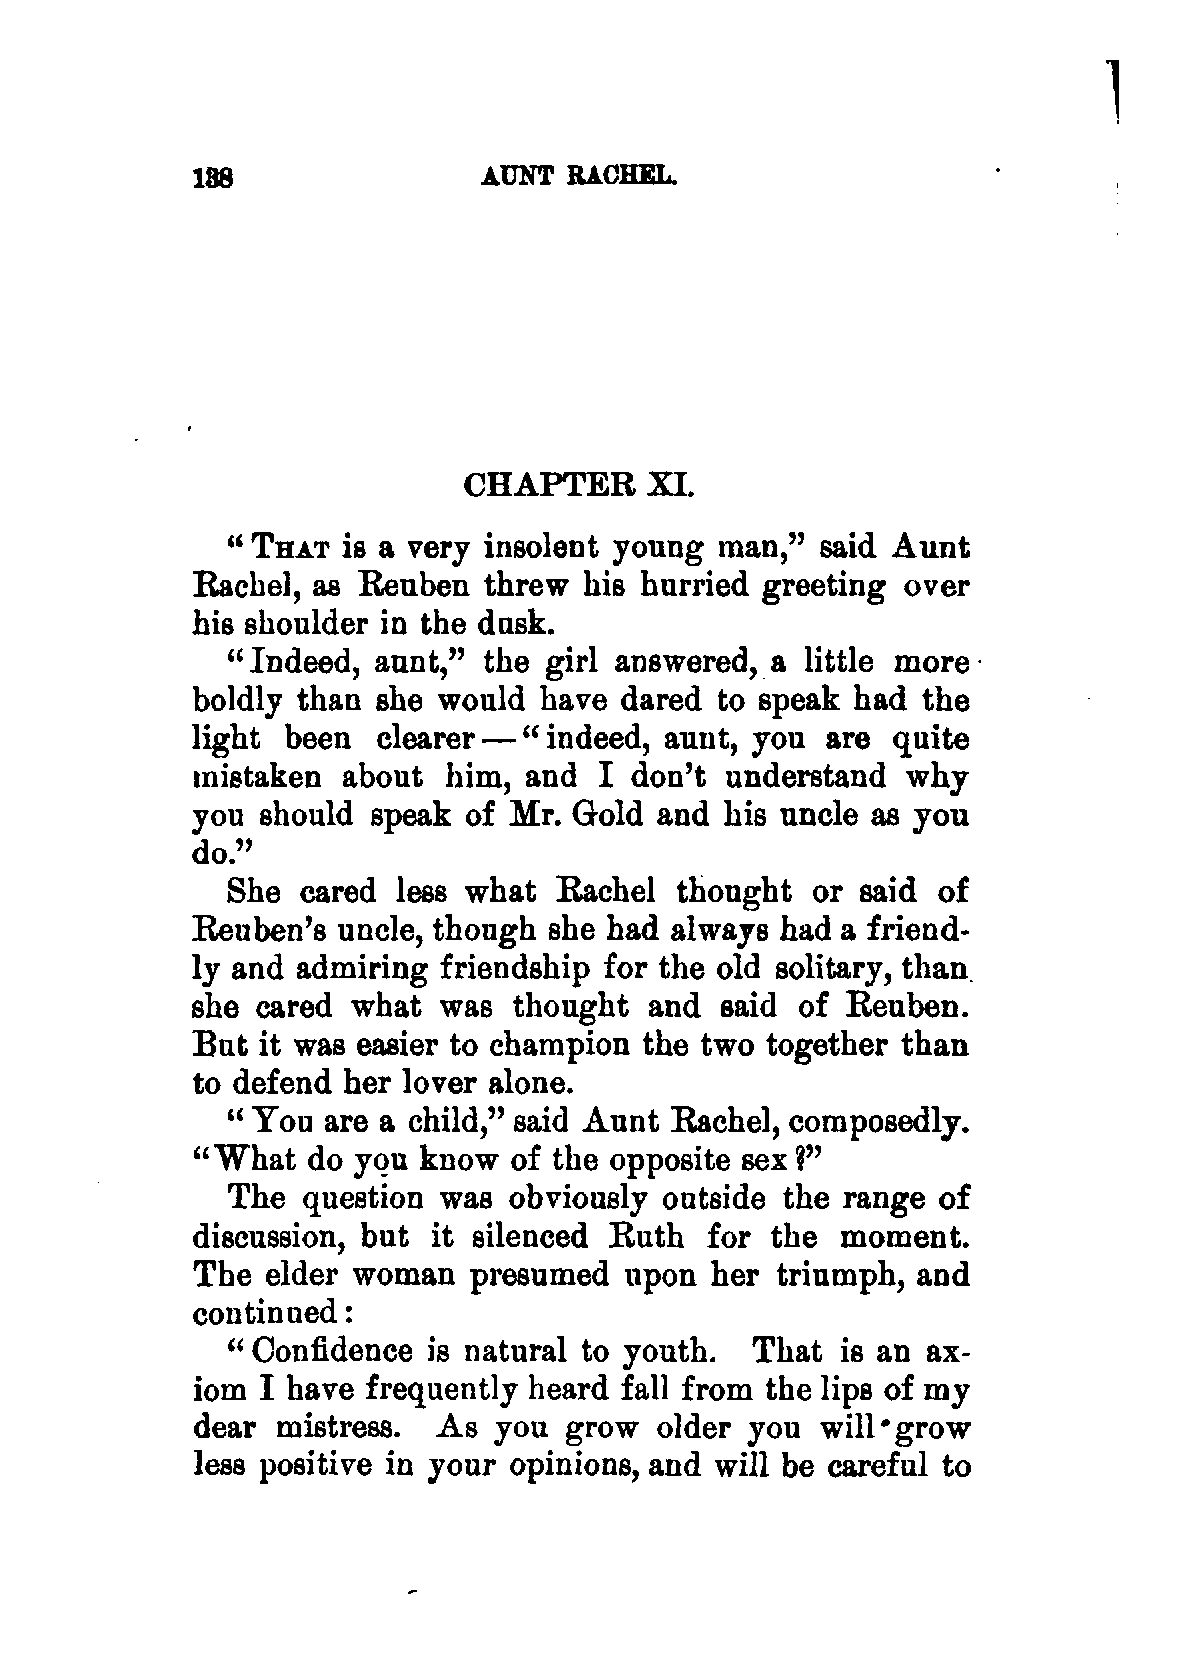 138 AUNT RACHEL.
CHAPTER XI.
“ THAT is a very insolent young man,” said Aunt
Rachel, as Reuben threw his hurried greeting over
his shoulder in the dusk.
“ Indeed, aunt,” the girl answered, a little more
boldly than she would have dared to speak had the
light been clearer — “ indeed, aunt, you are quite
mistaken about him, and I don’t understand why
you should speak of Mr. Gold and his uncle as you
do.”
She cared less what Rachel thought or said of
Reuben’s uncle, though she had always had a friend-
ly and admiring friendship for the old solitary, than
she cared what was thought and said of Reuben.
But it was easier to champion the two together than
to defend her lover alone.
“ You are a child,” said Aunt Rachel, composedly.
“What do you know of the opposite sex ?”
The question was obviously outside the range of
discussion, but it silenced Ruth for the moment.
The elder woman presumed upon her triumph, and
continued :
“ Confidence is natural to youth. That is an ax-
iom I have frequently heard fall from the lips of my
dear mistress. As you grow older you will grow
less positive in your opinions, and will be careful to